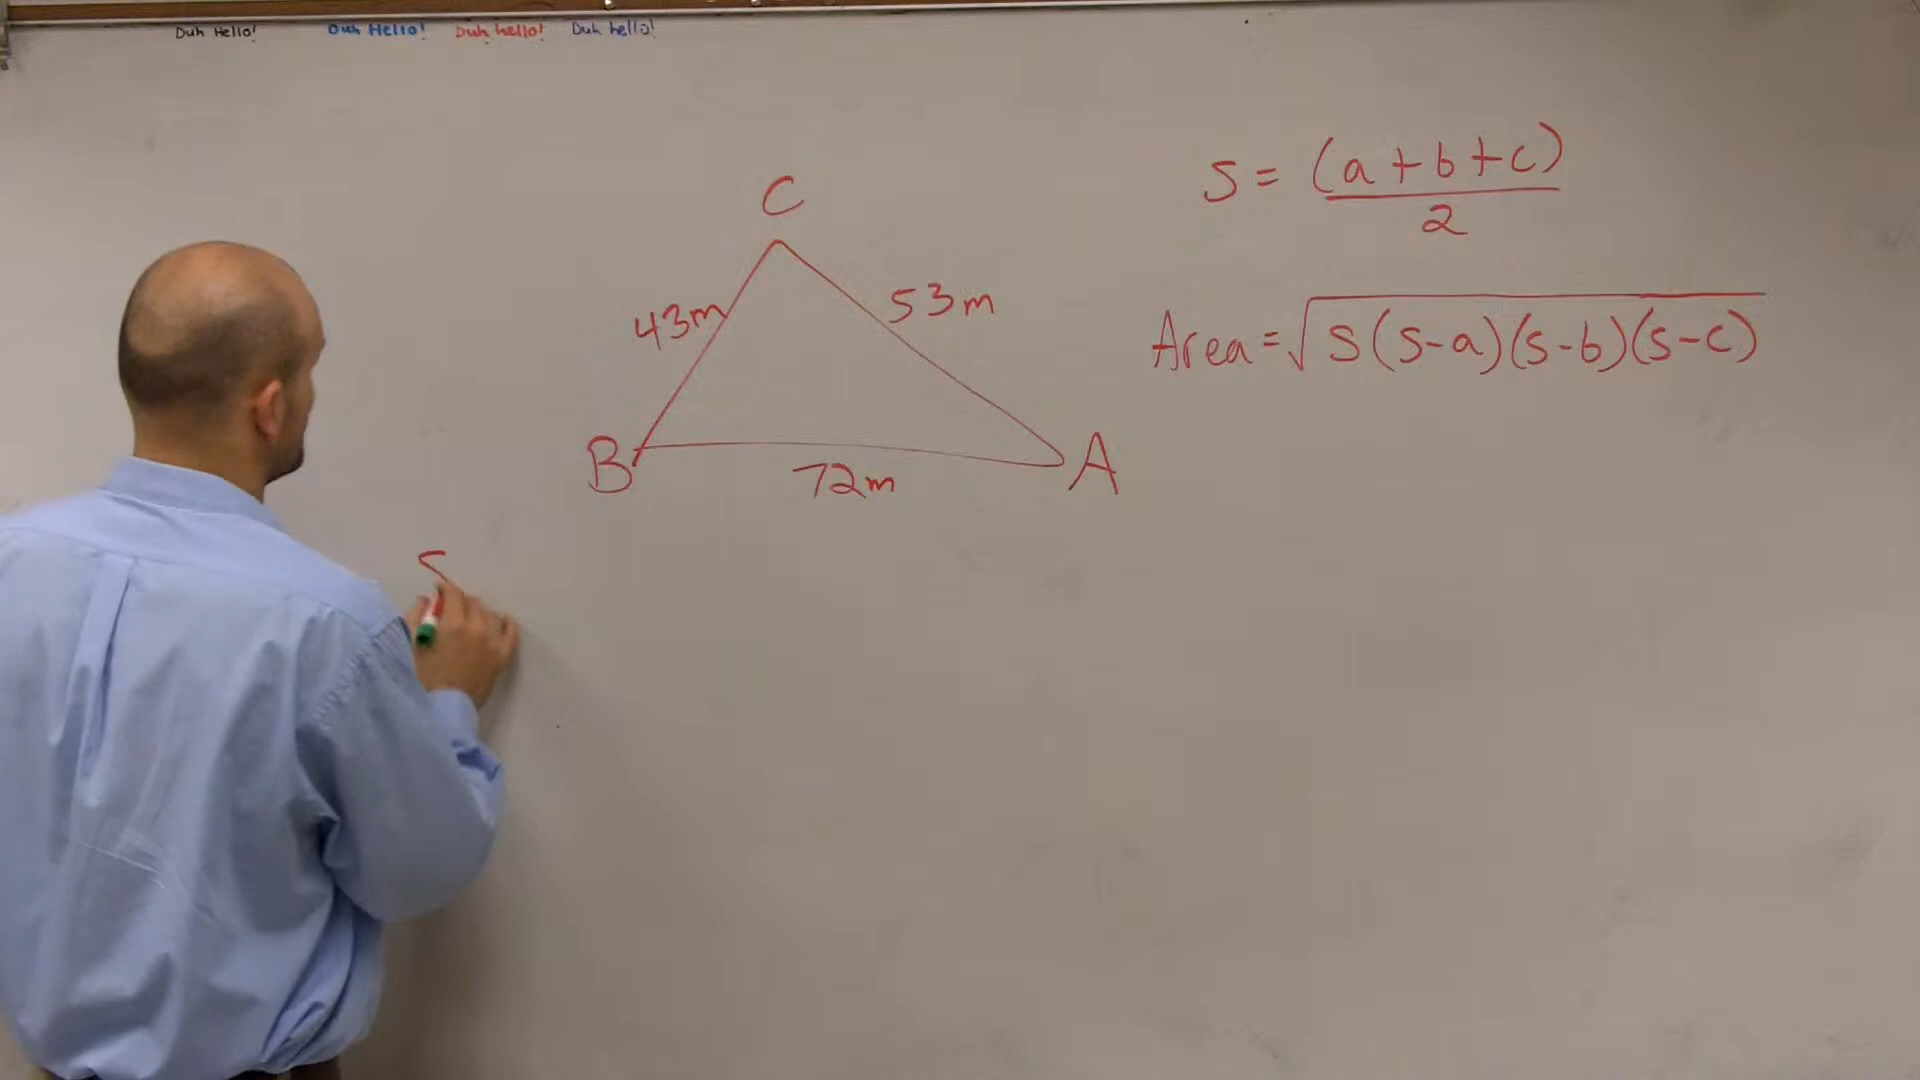 Duh Hello! Duh Hello! Duh hello! Duh hello!
S = (a + b + c)
2
C
43m
53m
Area = √S(S-a)(S-b)(S-c)
B
A
72m
S